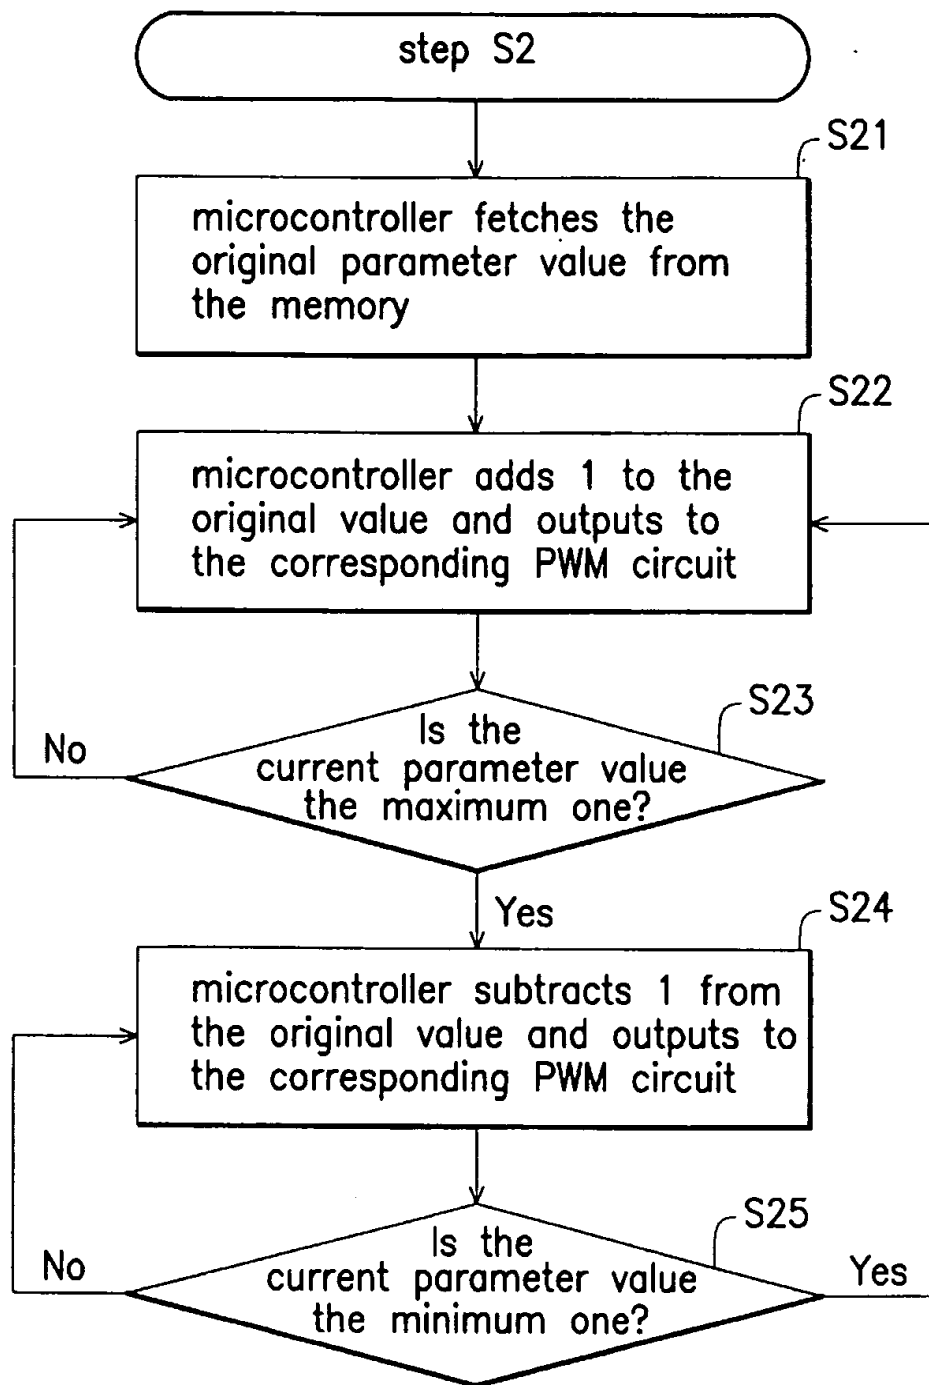 step S2
S21
microcontroller fetches the
original parameter value from
the memory
S22
microcontroller adds 1 to the
original value and outputs to
the corresponding PWM circuit
S23
Is the
current parameter value
the maximum one?
No
Yes
S24
microcontroller subtracts 1 from
the original value and outputs to
the corresponding PWM circuit
S25
Is the
current parameter value
the minimum one?
No
Yes